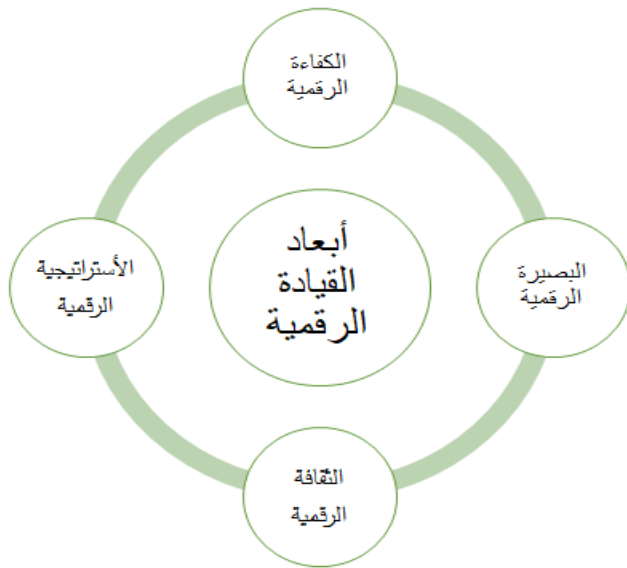 الكفاءة
الرقمية
أبعاد
القيادة
الرقمية
البصيرة
الرقمية
الأستراتيجية
الرقمية
الثقافة
الرقمية